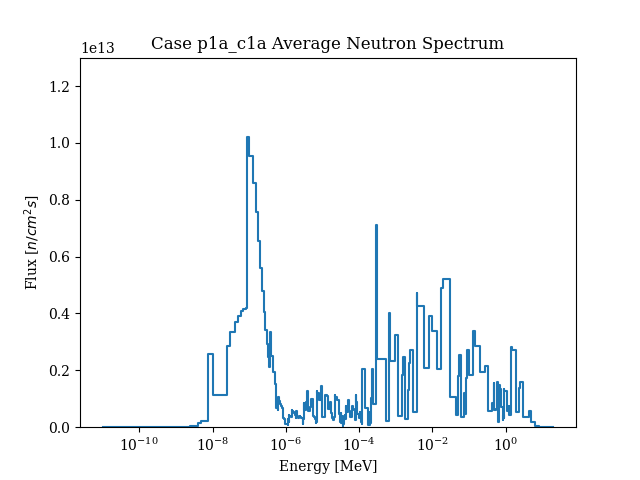 Case p1a_c1a Average Neutron Spectrum
1e13
1.2
1.0
0.8
0.6
0.4
0.2
0.0
Flux [n/cm²s]
10⁻¹⁰ 10⁻⁸ 10⁻⁶ 10⁻⁴ 10⁻² 10⁰
Energy [MeV]